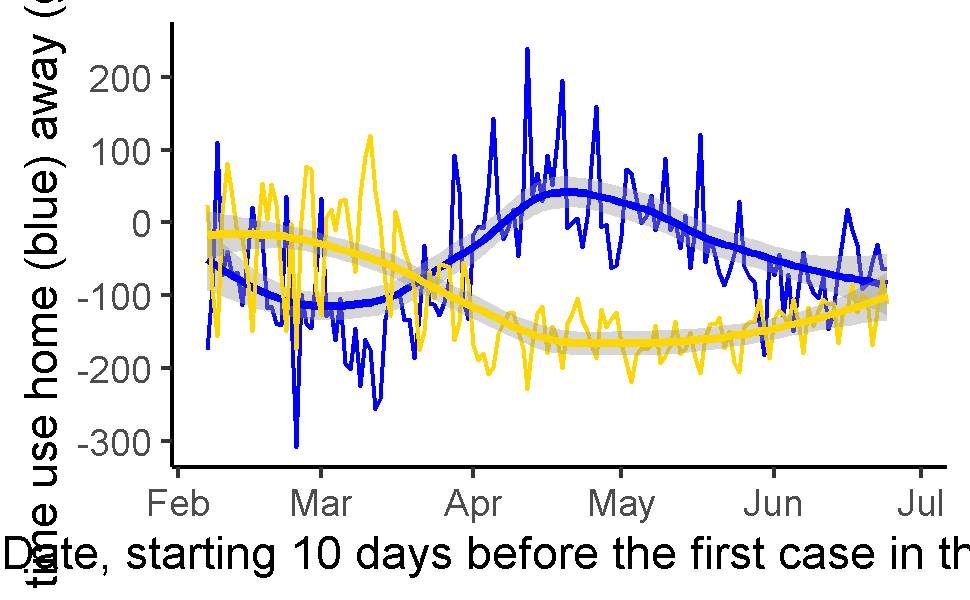 time use home (blue) away (
200
100
0
-100
-200
-300
Feb Mar Apr May Jun Jul
Date, starting 10 days before the first case in th